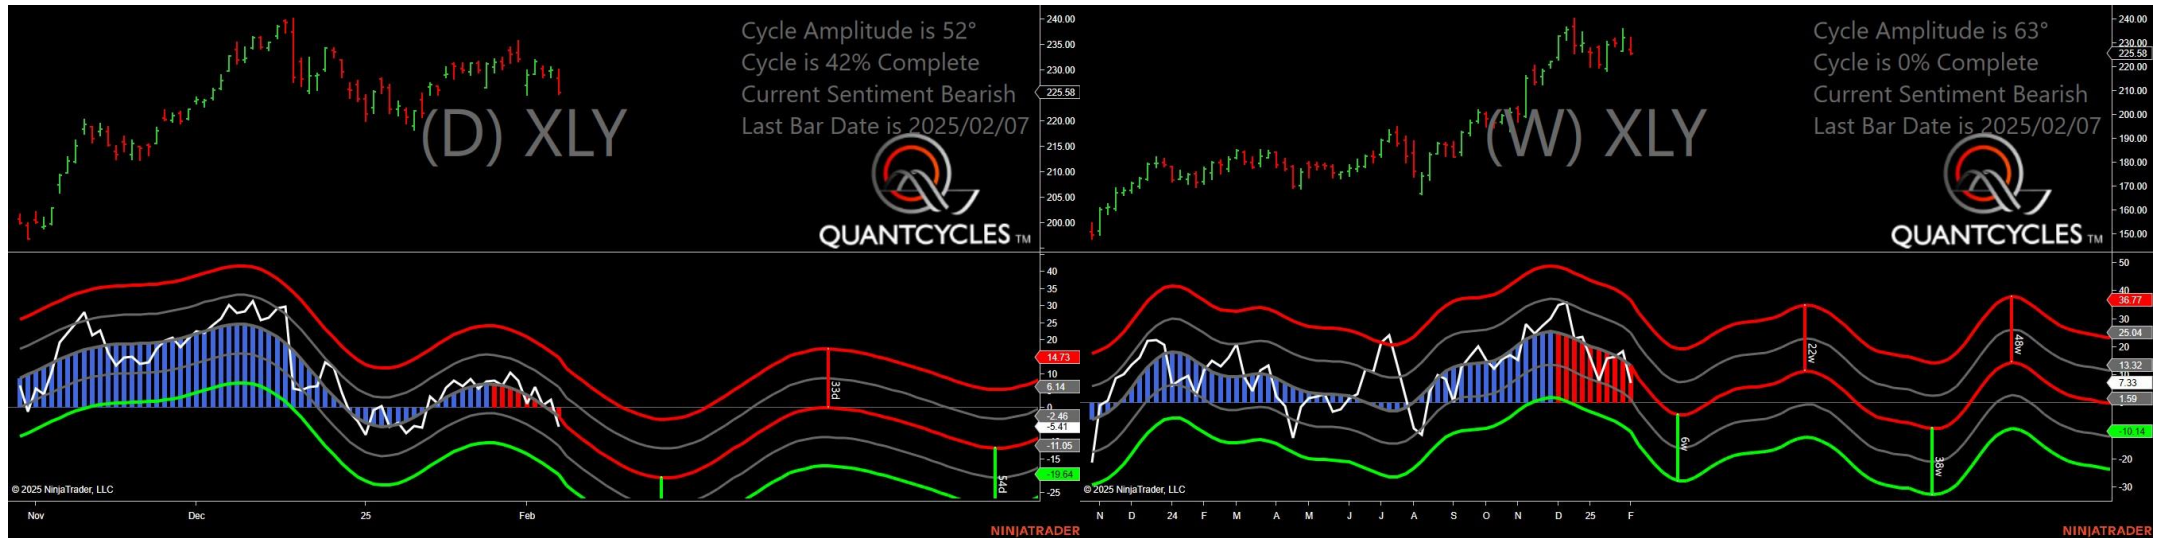 Cycle Amplitude is 52°
Cycle is 42% Complete
Current Sentiment Bearish
Last Bar Date is 2025/02/07
(D) XLY
QUANTCYCLES TM
240.00
235.00
230.00
225.58
220.00
215.00
210.00
205.00
200.00
40
35
30
25
20
14.73
6.14
0
-2.46
-5.41
-11.05
-15
-19.64
-25
33d
54d
© 2025 NinjaTrader, LLC
Nov
Dec
25
Feb
NINJATRADER
Cycle Amplitude is 63°
Cycle is 0% Complete
Current Sentiment Bearish
Last Bar Date is 2025/02/07
(W) XLY
QUANTCYCLES TM
240.00
230.00
225.58
210.00
200.00
190.00
180.00
170.00
160.00
150.00
50
40
36.77
30
25.04
20
13.32
7.33
1.59
-10.14
-20
-30
6w
22w
38w
48w
© 2025 NinjaTrader, LLC
N D 24 F M A M J J A S O N D 25 F
NINJATRADER